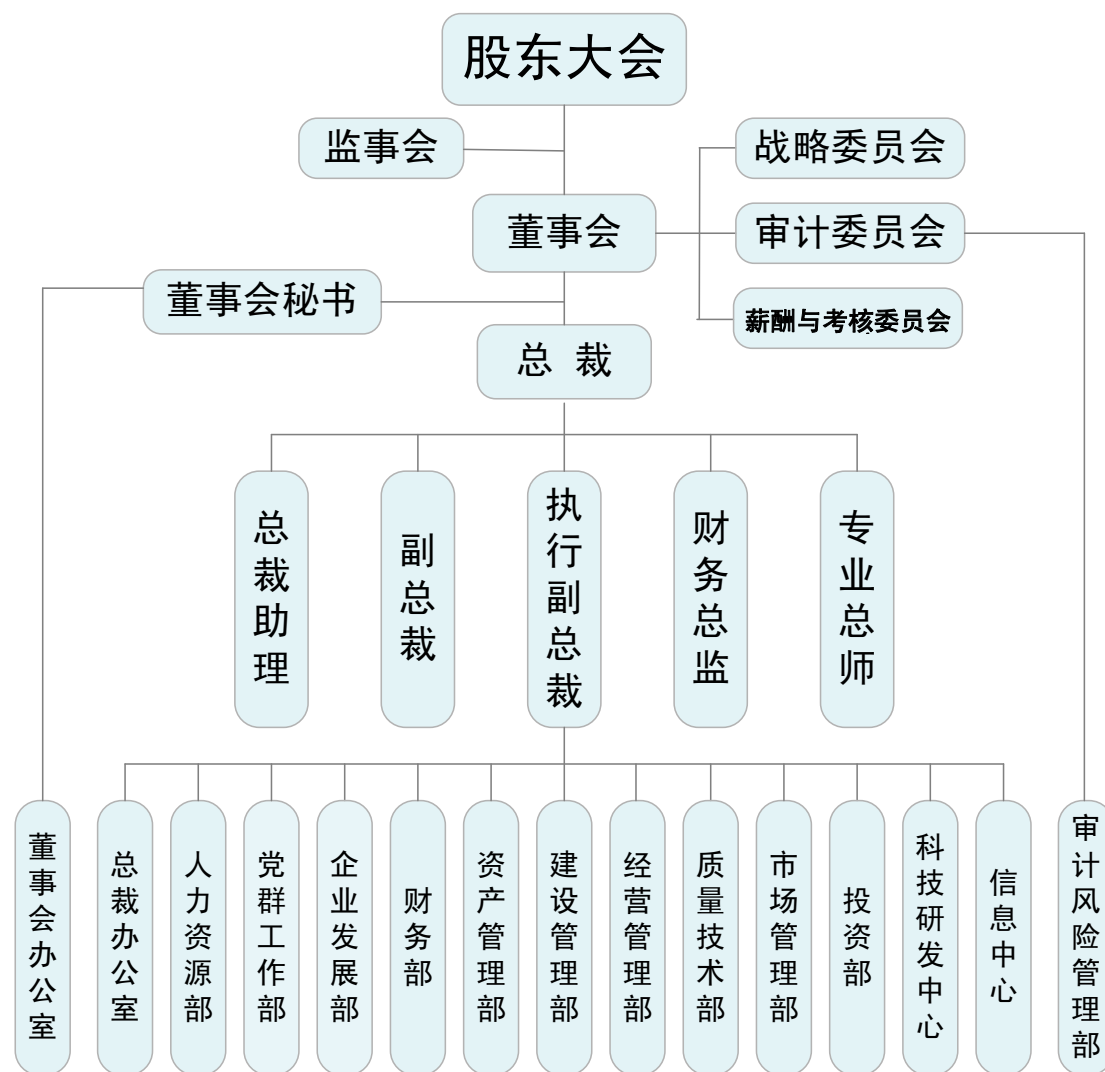 股东大会
监事会
战略委员会
董事会
审计委员会
董事会秘书
薪酬与考核委员会
总 裁
总裁助理
副总裁
执行副总裁
财务总监
专业总师
董事会办公室
总裁办公室
人力资源部
党群工作部
企业发展部
财务部
资产管理部
建设管理部
经营管理部
质量技术部
市场管理部
投资部
科技研发中心
信息中心
审计风险管理部